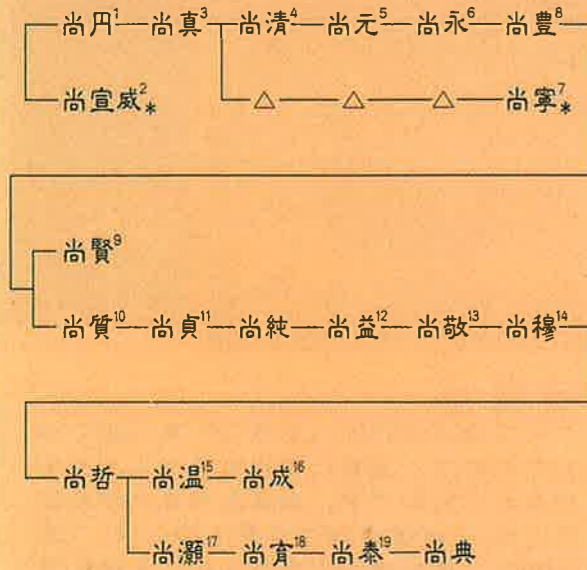 尚円1 尚真3 尚清4 尚元5 尚永6 尚豊8
尚宣威2* △ △ △ 尚寧7*
尚賢9
尚質10 尚貞11 尚純 尚益12 尚敬13 尚穆14
尚哲 尚温15 尚成16
尚灝17 尚育18 尚泰19 尚典